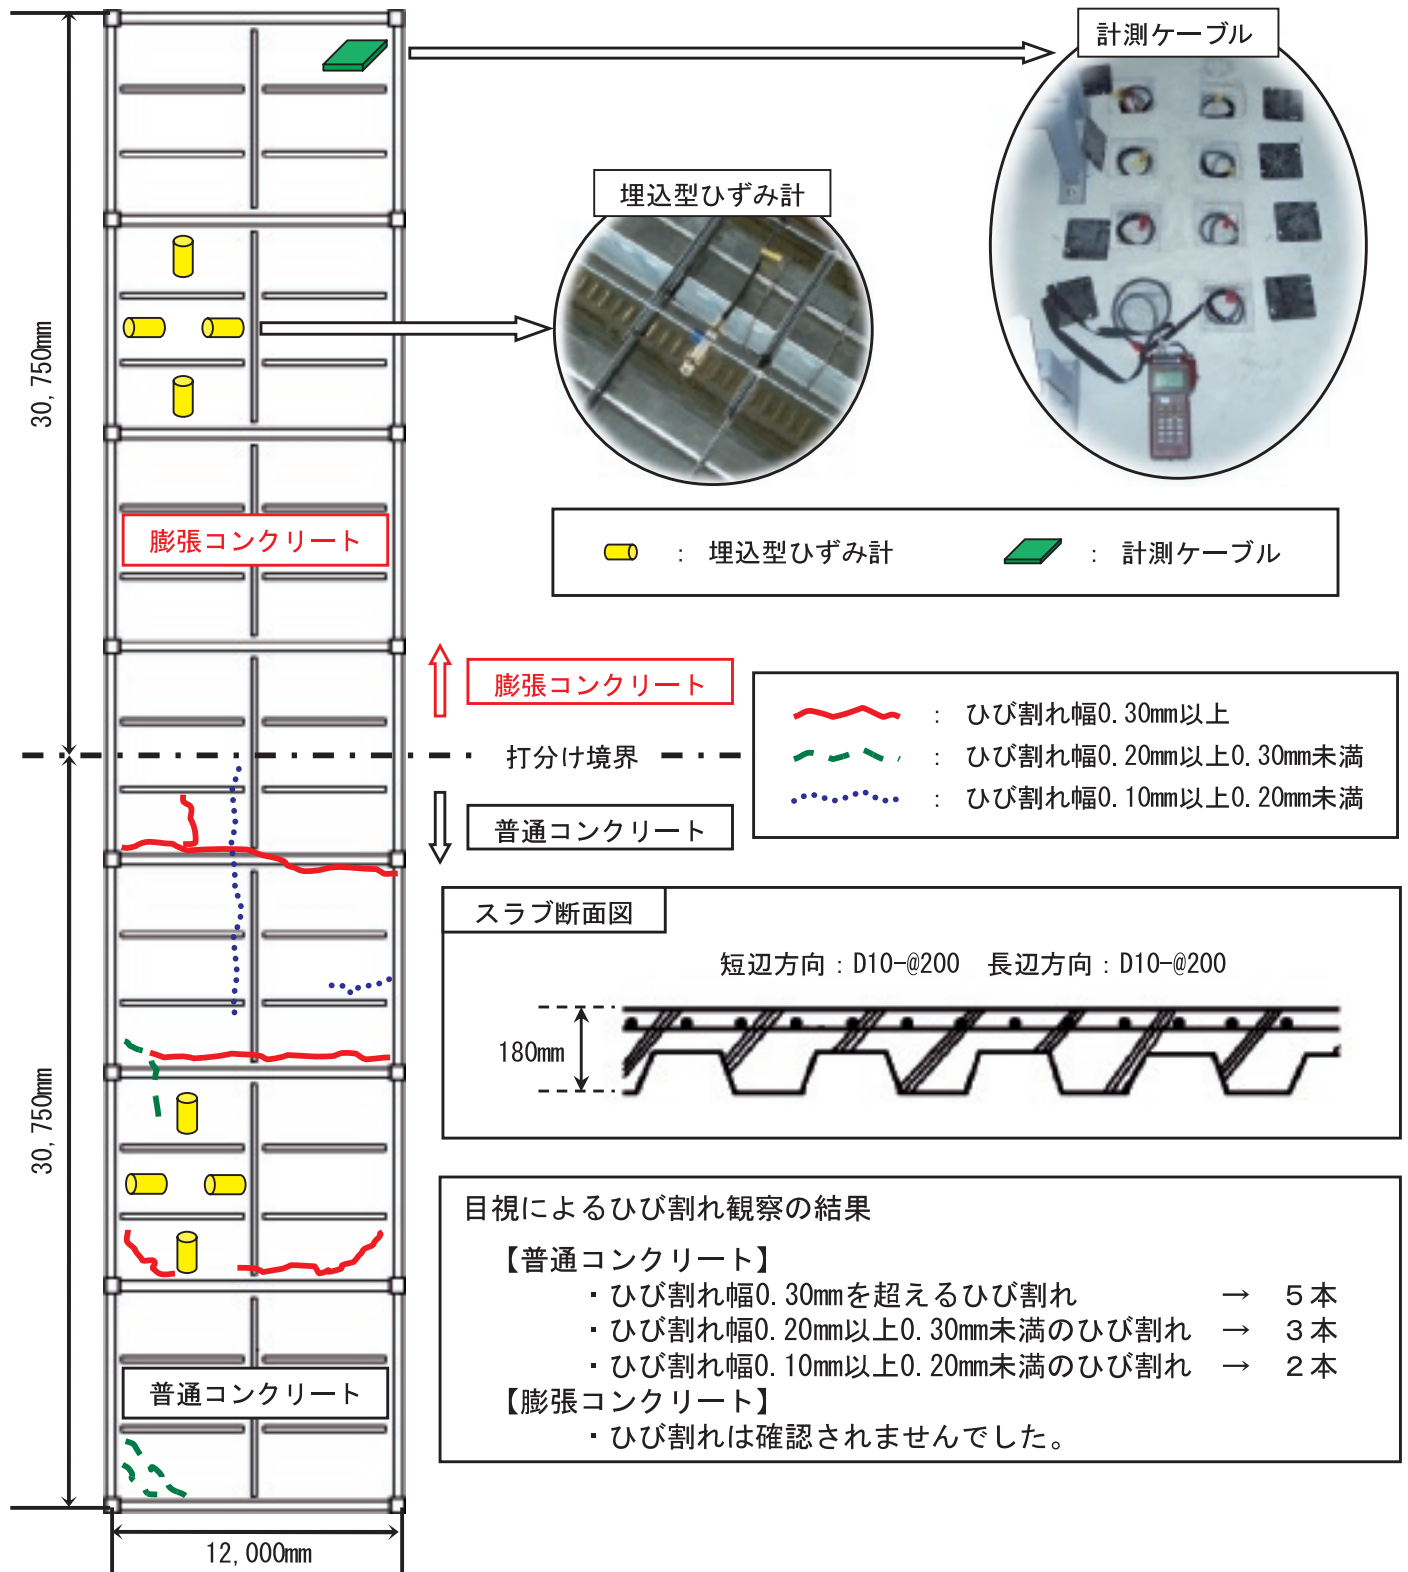 計測ケーブル
埋込型ひずみ計
30,750mm
膨張コンクリート
： 埋込型ひずみ計
： 計測ケーブル
膨張コンクリート
打分け境界
普通コンクリート
： ひび割れ幅0.30mm以上
： ひび割れ幅0.20mm以上0.30mm未満
： ひび割れ幅0.10mm以上0.20mm未満
スラブ断面図
短辺方向：D10-@200 長辺方向：D10-@200
180mm
30,750mm
目視によるひび割れ観察の結果
【普通コンクリート】
・ひび割れ幅0.30mmを超えるひび割れ → ５本
・ひび割れ幅0.20mm以上0.30mm未満のひび割れ → ３本
・ひび割れ幅0.10mm以上0.20mm未満のひび割れ → ２本
【膨張コンクリート】
・ひび割れは確認されませんでした。
普通コンクリート
12,000mm